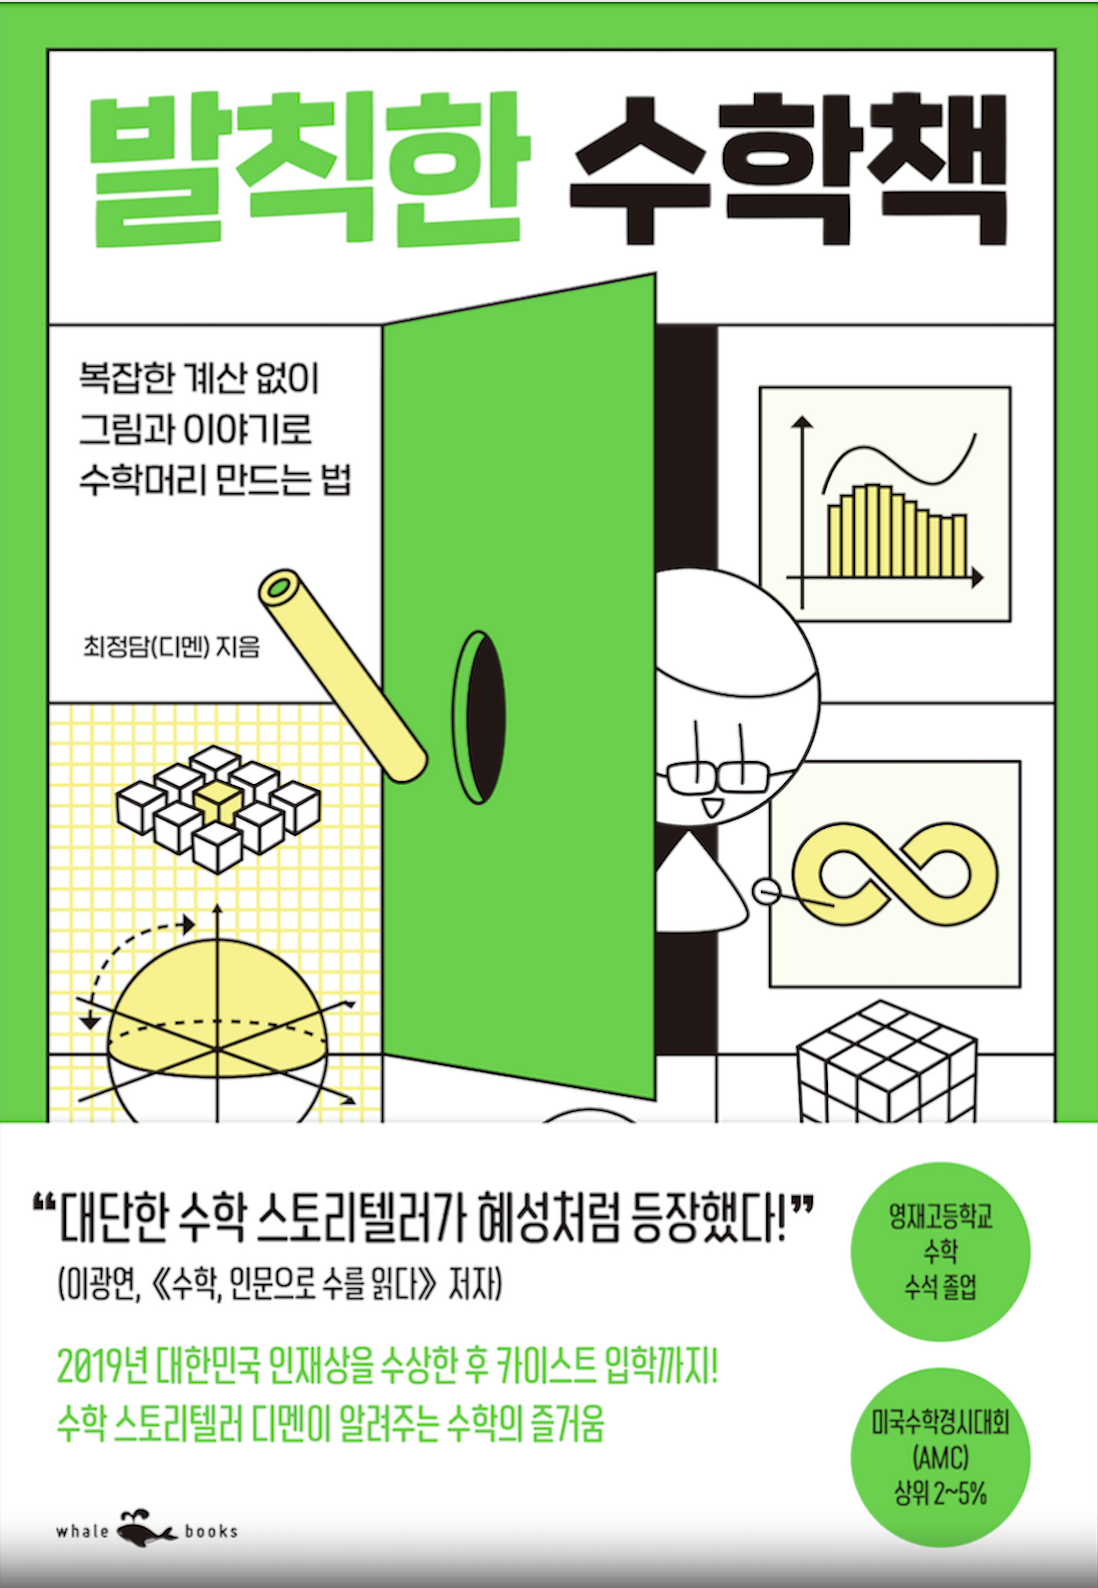 발칙한 수학책
복잡한 계산 없이
그림과 이야기로
수학머리 만드는 법
최정담(디멘) 지음
“대단한 수학 스토리텔러가 혜성처럼 등장했다!”
(이광연, 《수학, 인문으로 수를 읽다》 저자)
2019년 대한민국 인재상을 수상한 후 카이스트 입학까지!
수학 스토리텔러 디멘이 알려주는 수학의 즐거움
영재고등학교
수학
수석 졸업
미국수학경시대회
(AMC)
상위 2~5%
whale books